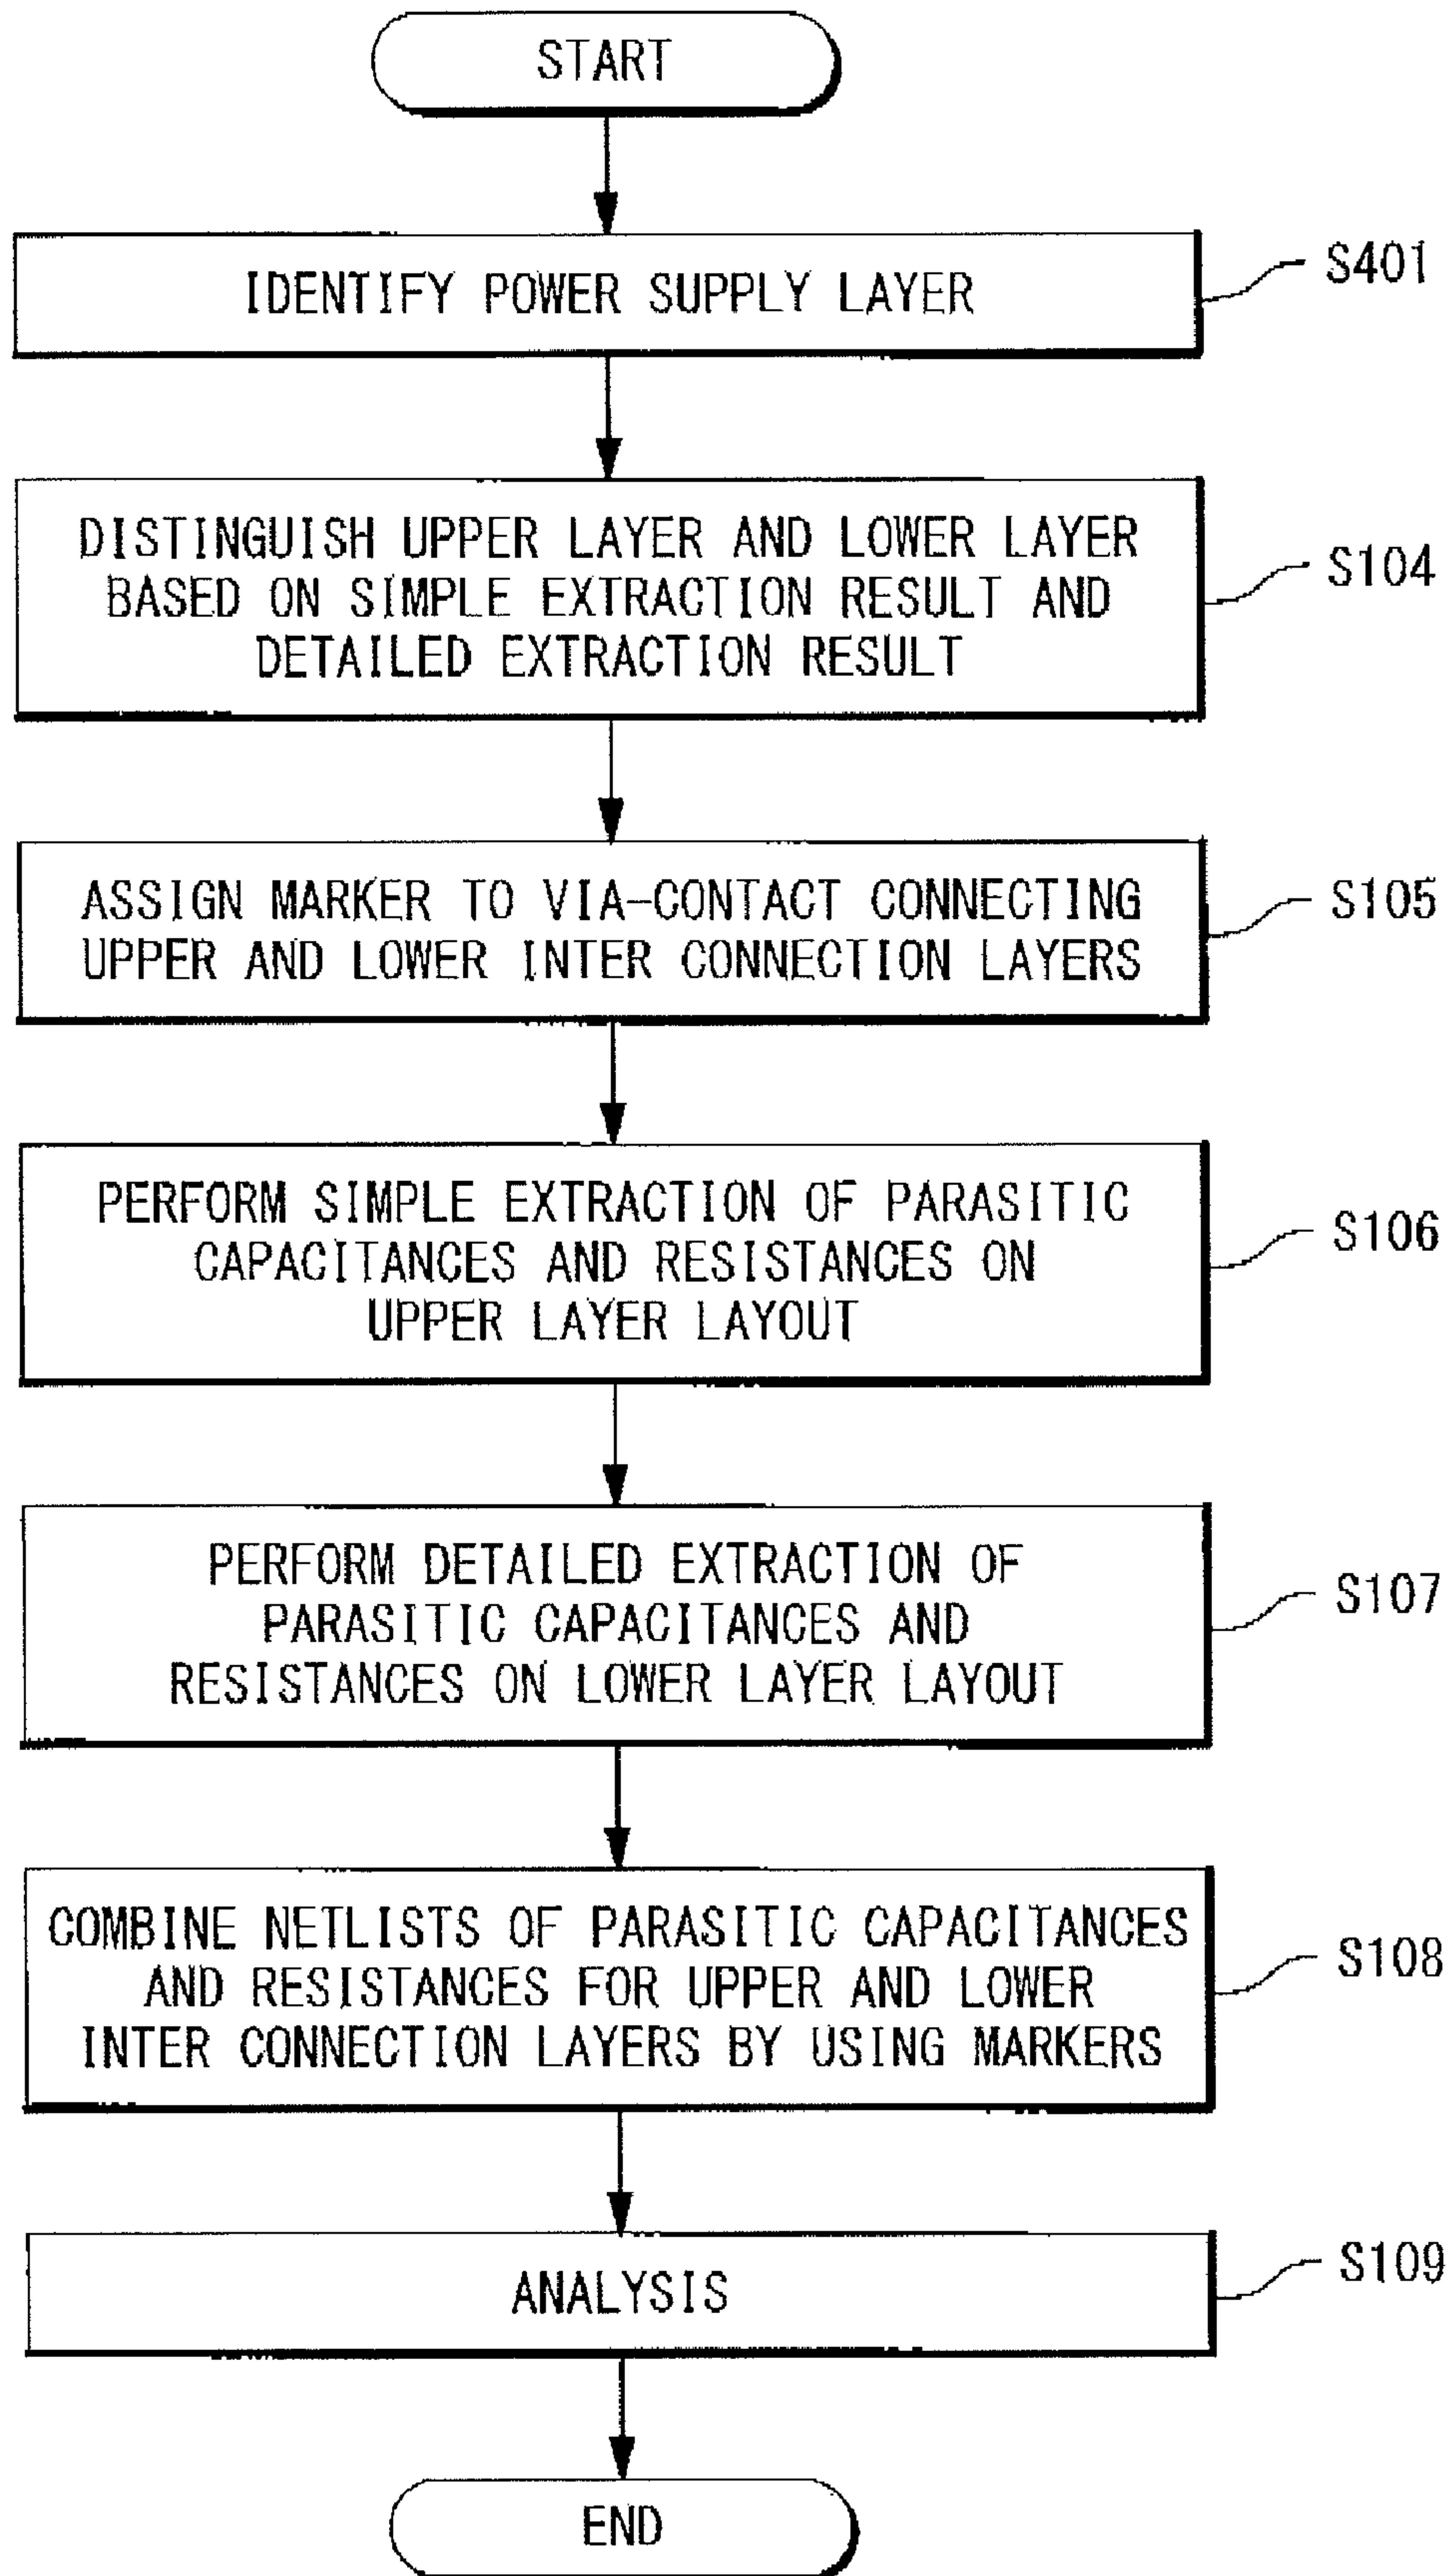 START
IDENTIFY POWER SUPPLY LAYER
S401
DISTINGUISH UPPER LAYER AND LOWER LAYER
BASED ON SIMPLE EXTRACTION RESULT AND
DETAILED EXTRACTION RESULT
S104
ASSIGN MARKER TO VIA-CONTACT CONNECTING
UPPER AND LOWER INTER CONNECTION LAYERS
S105
PERFORM SIMPLE EXTRACTION OF PARASITIC
CAPACITANCES AND RESISTANCES ON
UPPER LAYER LAYOUT
S106
PERFORM DETAILED EXTRACTION OF
PARASITIC CAPACITANCES AND
RESISTANCES ON LOWER LAYER LAYOUT
S107
COMBINE NETLISTS OF PARASITIC CAPACITANCES
AND RESISTANCES FOR UPPER AND LOWER
INTER CONNECTION LAYERS BY USING MARKERS
S108
ANALYSIS
S109
END